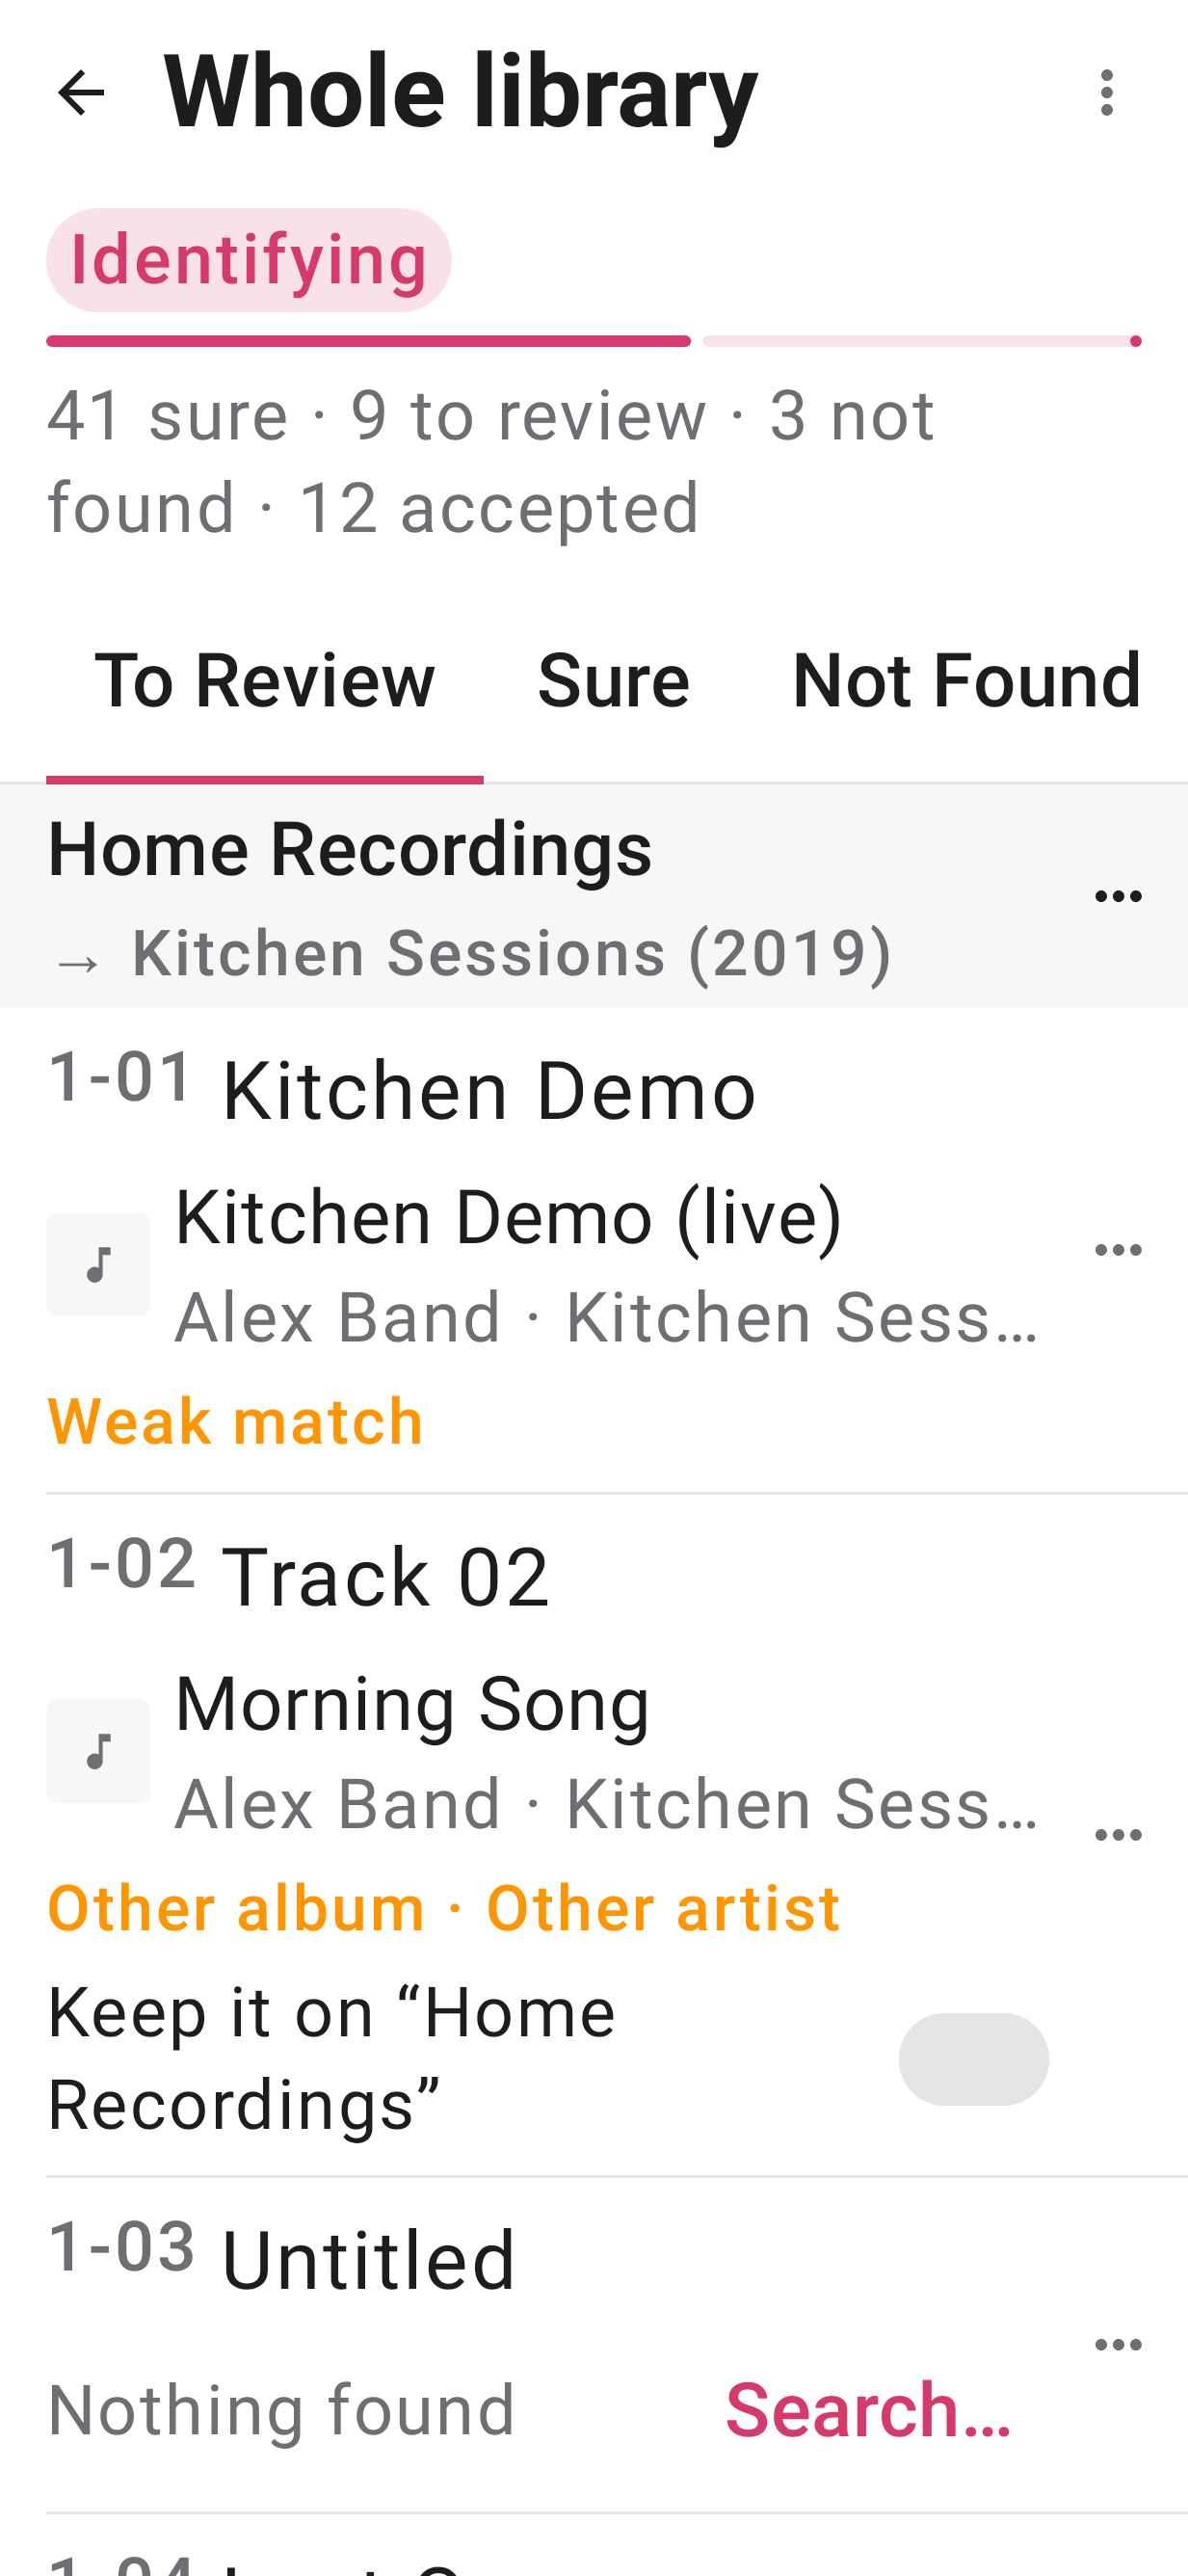 Whole library
Identifying
41 sure · 9 to review · 3 not
found · 12 accepted
To Review
Sure
Not Found
Home Recordings
→ Kitchen Sessions (2019)
1-01 Kitchen Demo
Kitchen Demo (live)
Alex Band · Kitchen Sess…
Weak match
1-02 Track 02
Morning Song
Alex Band · Kitchen Sess…
Other album · Other artist
Keep it on “Home
Recordings”
1-03 Untitled
Nothing found
Search…